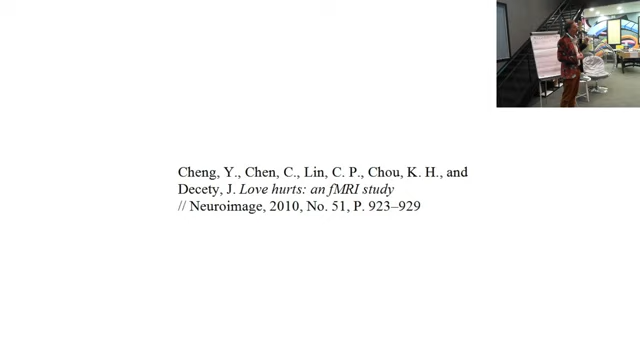 Cheng, Y., Chen, C., Lin, C. P., Chou, K. H., and
Decety, J. Love hurts: an fMRI study
// Neuroimage, 2010, No. 51, P. 923–929